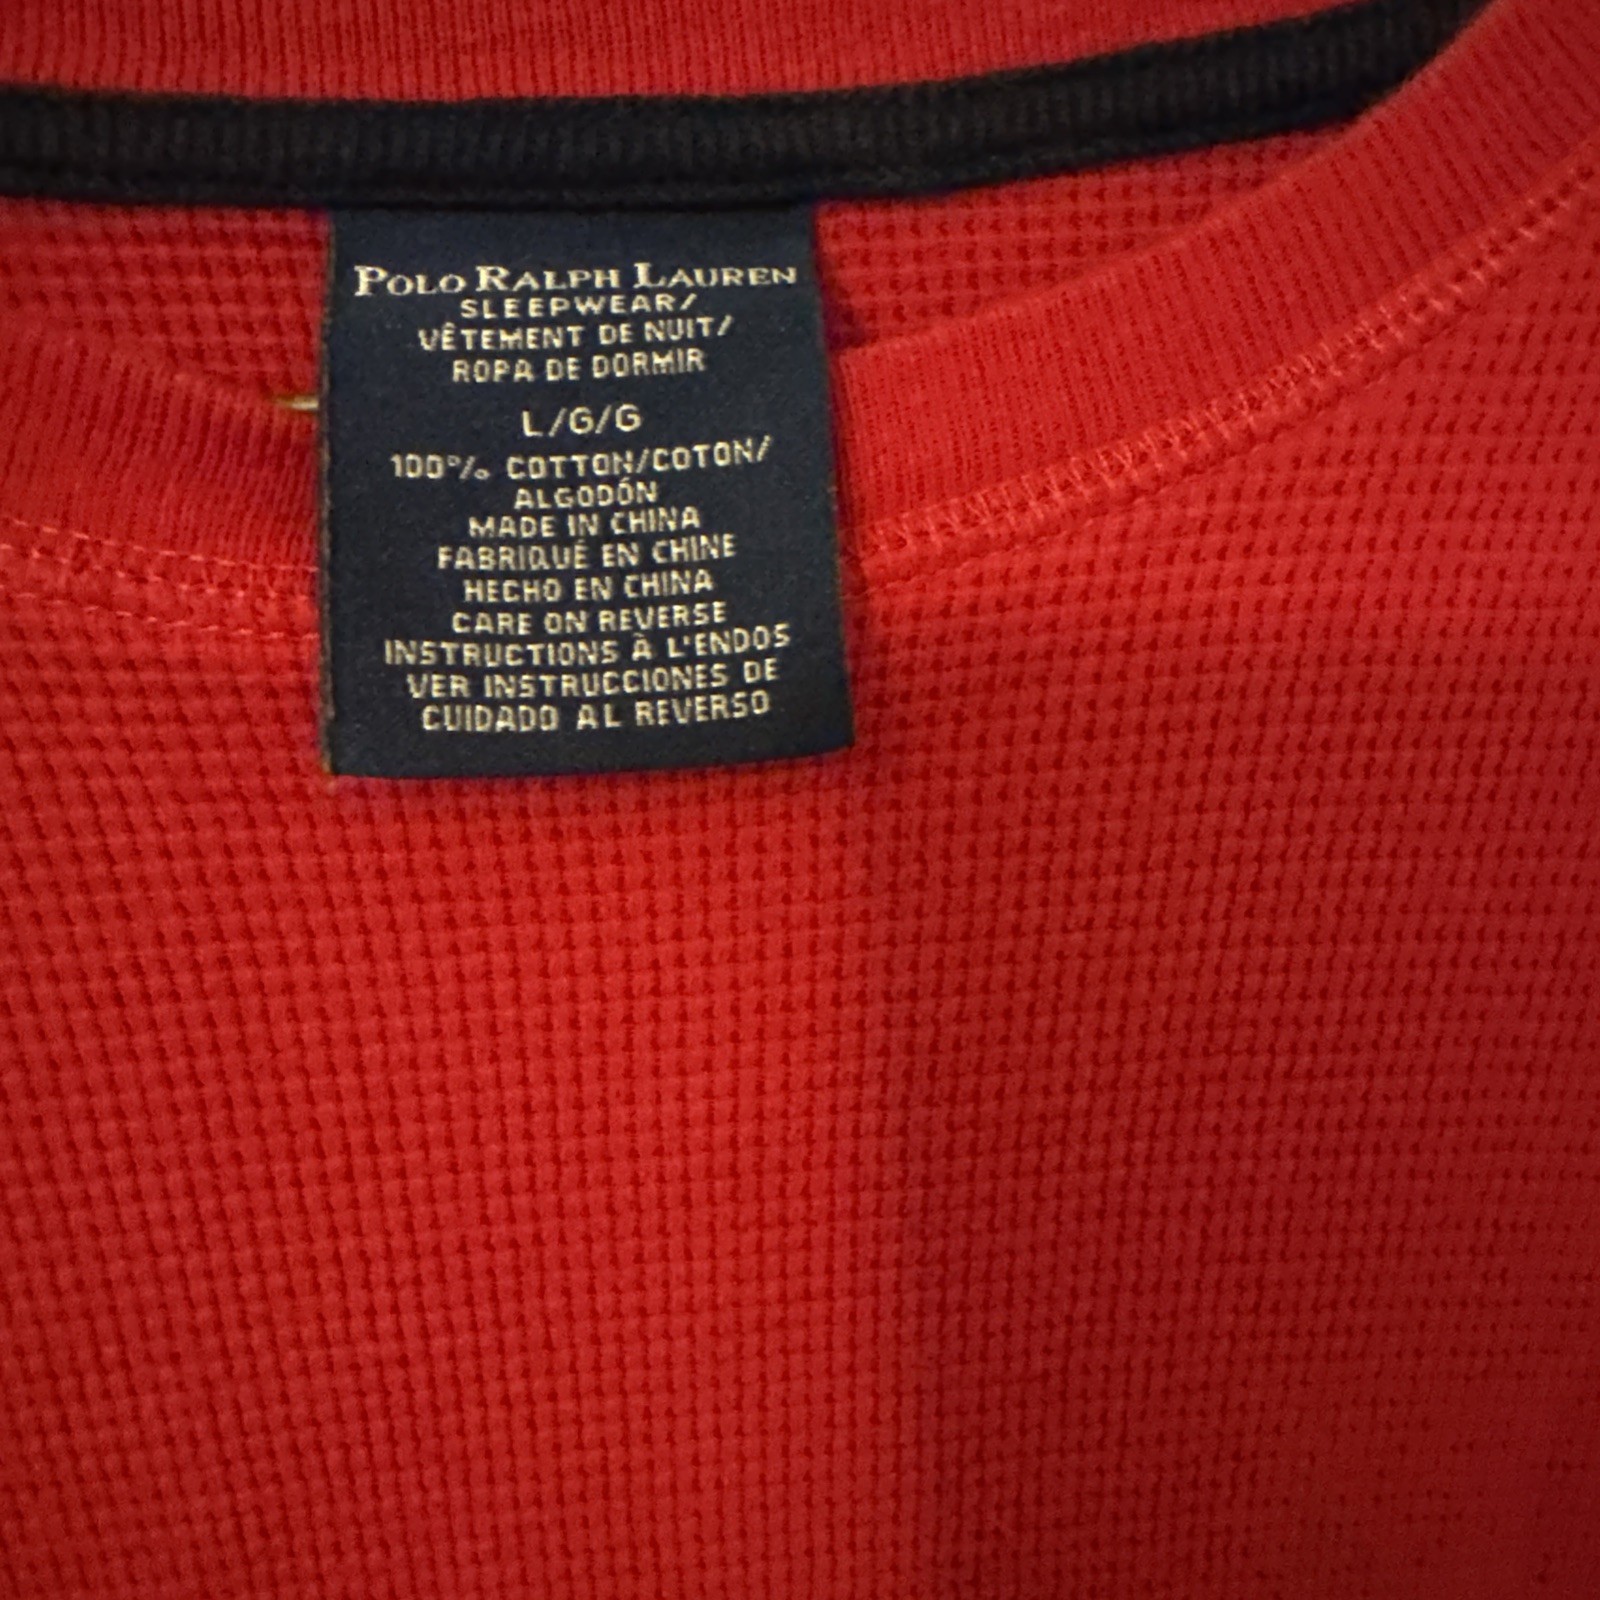 POLO RALPH LAUREN
SLEEPWEAR/
VÊTEMENT DE NUIT/
ROPA DE DORMIR
L/G/G
100% COTTON/COTON/
ALGODÓN
MADE IN CHINA
FABRIQUÉ EN CHINE
HECHO EN CHINA
CARE ON REVERSE
INSTRUCTIONS À L'ENDOS
VER INSTRUCCIONES DE
CUIDADO AL REVERSO